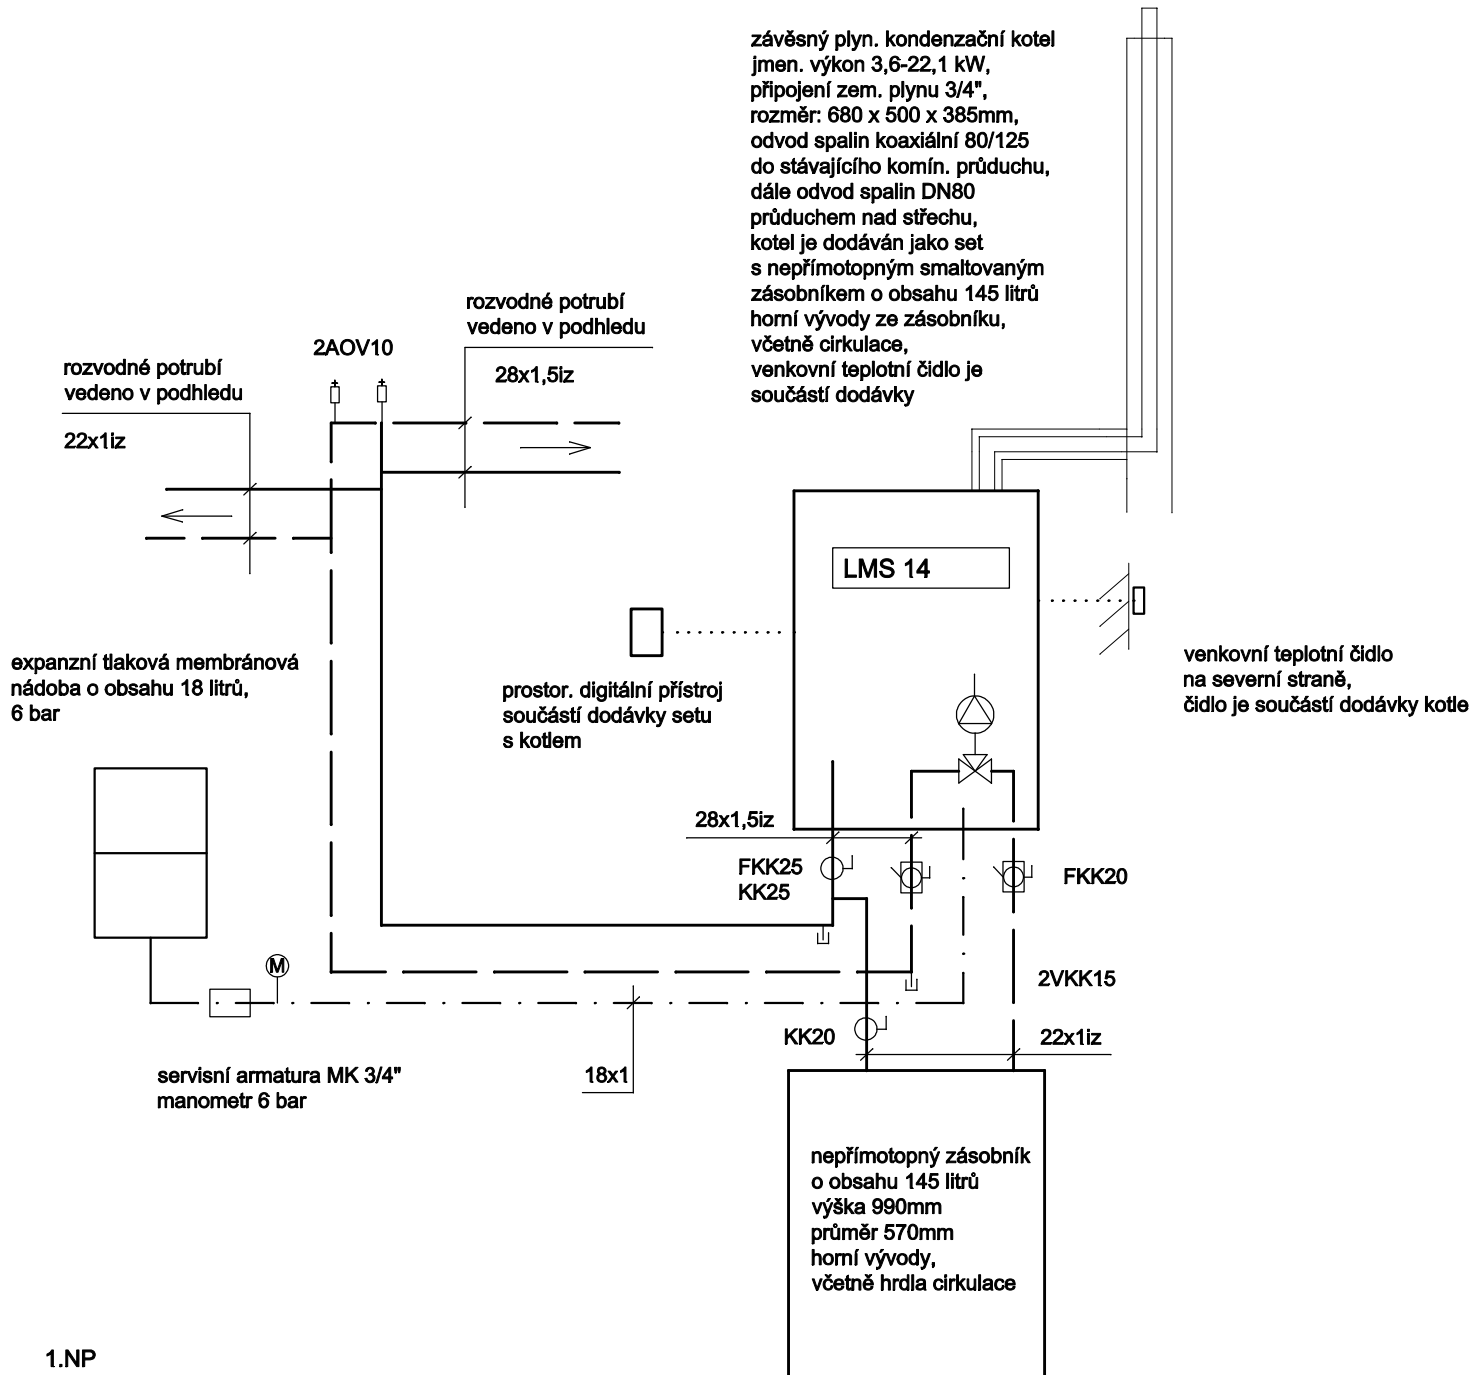 závěsný plyn. kondenzační kotel
jmen. výkon 3,6-22,1 kW,
připojení zem. plynu 3/4",
rozměr: 680 x 500 x 385mm,
odvod spalin koaxiální 80/125
do stávajícího komín. průduchu,
dále odvod spalin DN80
průduchem nad střechu,
kotel je dodáván jako set
s nepřímotopným smaltovaným
zásobníkem o obsahu 145 litrů
horní vývody ze zásobníku,
včetně cirkulace,
venkovní teplotní čidlo je
součástí dodávky
rozvodné potrubí
vedeno v podhledu
28x1,5iz
2AOV10
rozvodné potrubí
vedeno v podhledu
22x1iz
LMS 14
expanzní tlaková membránová
nádoba o obsahu 18 litrů,
6 bar
prostor. digitální přístroj
součástí dodávky setu
s kotlem
venkovní teplotní čidlo
na severní straně,
čidlo je součástí dodávky kotle
28x1,5iz
FKK25
KK25
FKK20
M
2VKK15
KK20
22x1iz
servisní armatura MK 3/4"
manometr 6 bar
18x1
nepřímotopný zásobník
o obsahu 145 litrů
výška 990mm
průměr 570mm
horní vývody,
včetně hrdla cirkulace
1.NP